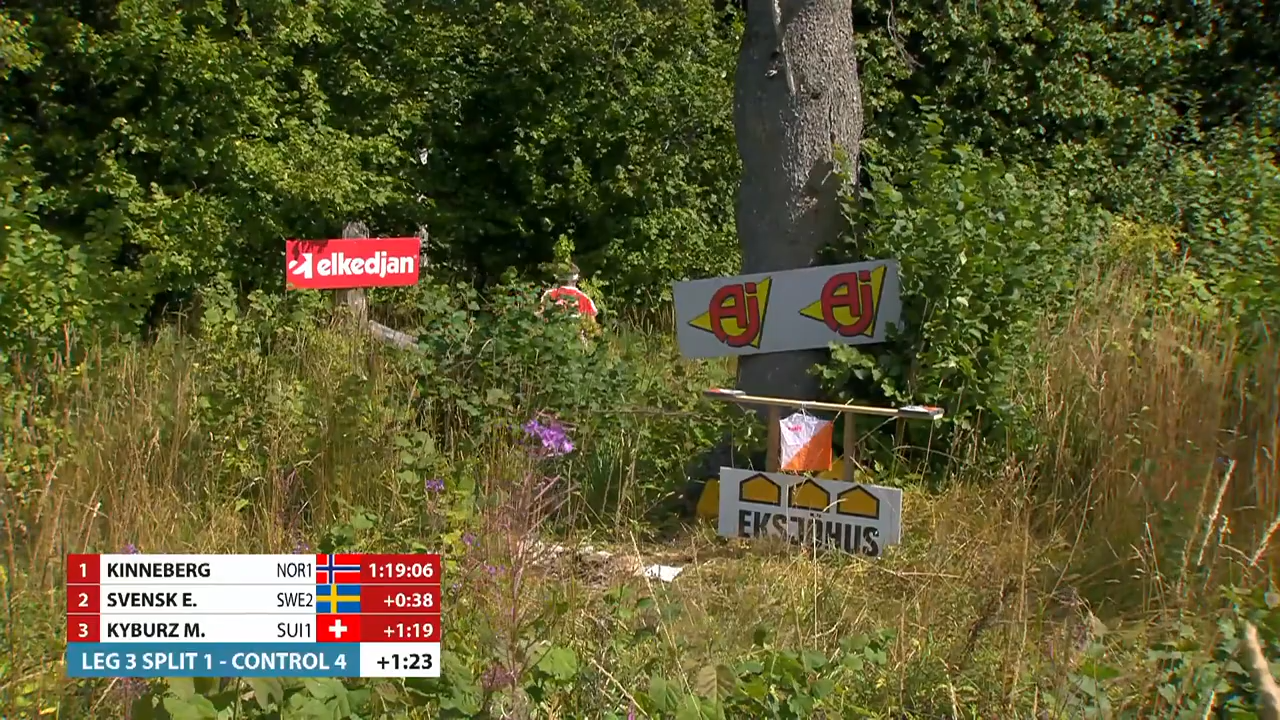 elkedjan
Aj Aj
EKSJÖHUS
1 KINNEBERG NOR1 1:19:06
2 SVENSK E. SWE2 +0:38
3 KYBURZ M. SUI1 +1:19
LEG 3 SPLIT 1 - CONTROL 4 +1:23